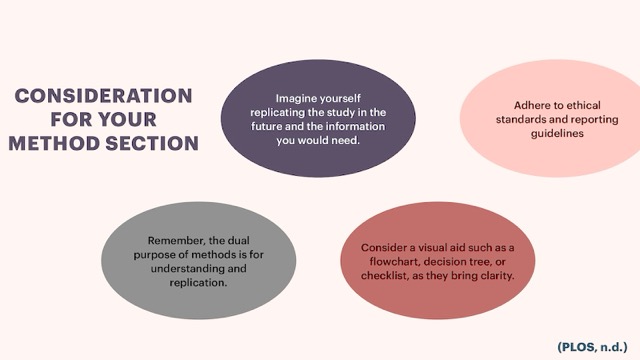 CONSIDERATION
FOR YOUR
METHOD SECTION
Imagine yourself
replicating the study in the
future and the information
you would need.
Adhere to ethical
standards and reporting
guidelines
Remember, the dual
purpose of methods is for
understanding and
replication.
Consider a visual aid such as a
flowchart, decision tree, or
checklist, as they bring clarity.
(PLOS, n.d.)